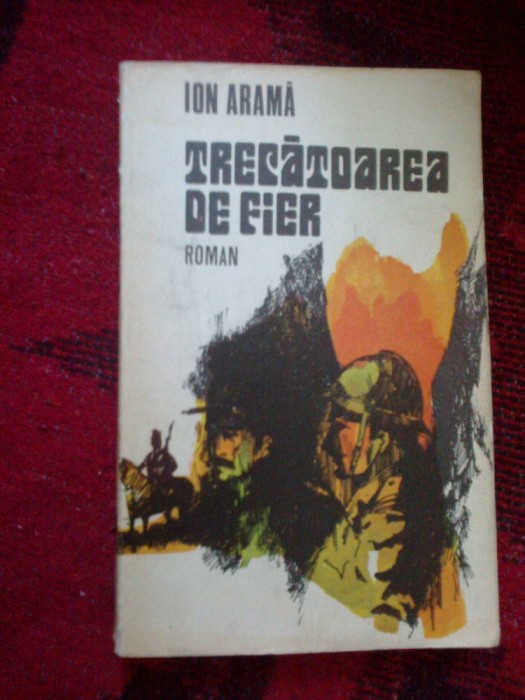 ION ARAMĂ
TRECĂTOAREA
DE FIER
ROMAN